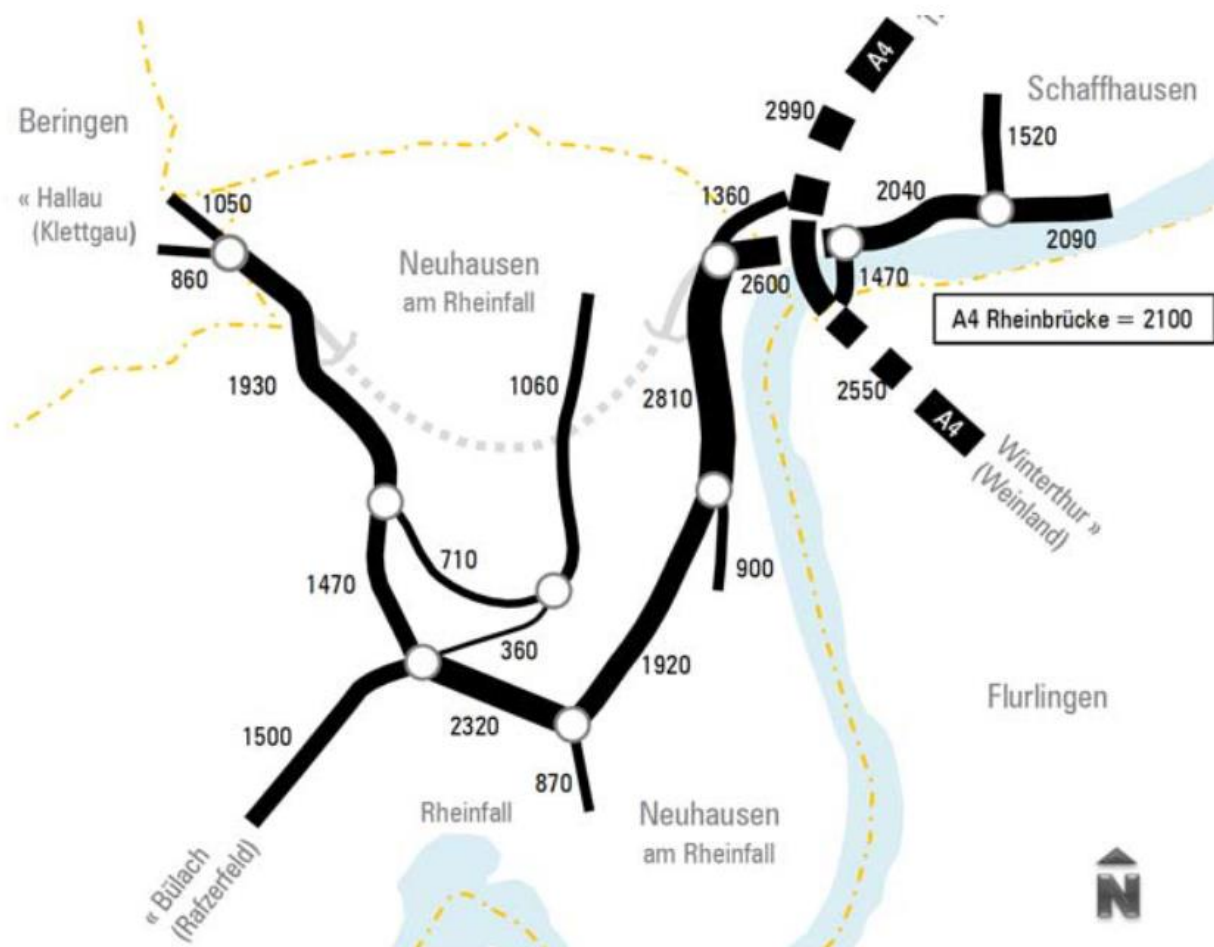 A4
2990
Schaffhausen
1520
Beringen
« Hallau
(Klettgau)
1050
1360
2040
860
Neuhausen
am Rheinfall
2600
1470
2090
A4 Rheinbrücke = 2100
1930
1060
2810
2550
A4
Winterthur »
(Weinland)
710
900
1470
360
1920
Flurlingen
1500
2320
870
Rheinfall
Neuhausen
am Rheinfall
« Bülach
(Rafzerfeld)
N